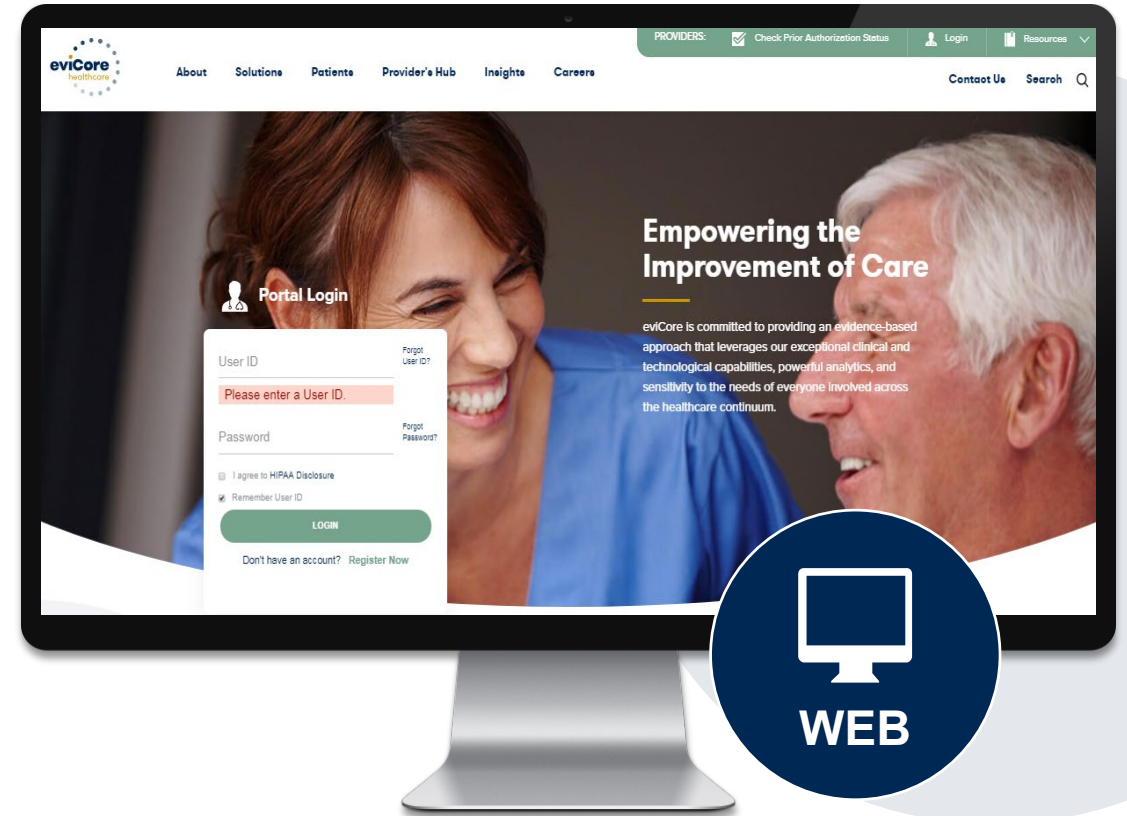 PROVIDERS: Check Prior Authorization Status Login Resources
eviCore
healthcare
About Solutions Patients Provider's Hub Insights Careers
Contact Us Search
Empowering the
Improvement of Care
eviCore is committed to providing an evidence-based
approach that leverages our exceptional clinical and
technological capabilities, powerful analytics, and
sensitivity to the needs of everyone involved across
the healthcare continuum.
Portal Login
User ID
Forgot
User ID?
Please enter a User ID.
Password
Forgot
Password?
I agree to HIPAA Disclosure
Remember User ID
LOGIN
Don't have an account? Register Now
WEB